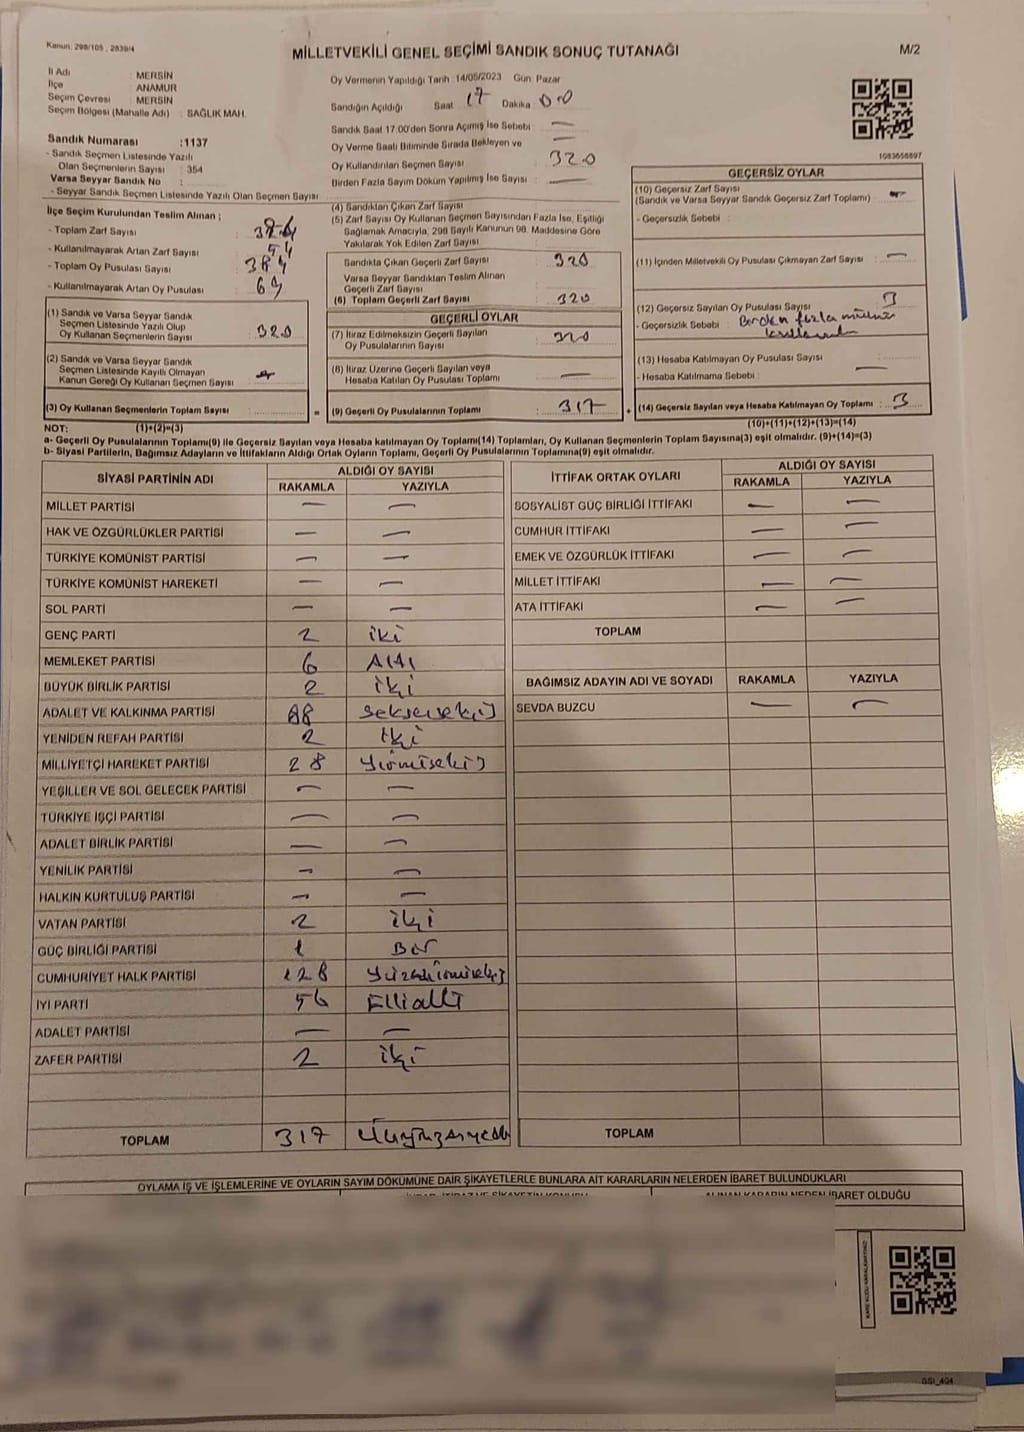 Kanun: 298/105 , 2839/4
MİLLETVEKİLİ GENEL SEÇİMİ SANDIK SONUÇ TUTANAĞI
M/2
İl Adı : MERSİN
İlçe : ANAMUR
Seçim Çevresi : MERSİN
Seçim Bölgesi (Mahalle Adı) : SAĞLIK MAH.
Sandık Numarası :1137
- Sandık Seçmen Listesinde Yazılı
Olan Seçmenlerin Sayısı : 354
Varsa Seyyar Sandık No :
- Seyyar Sandık Seçmen Listesinde Yazılı Olan Seçmen Sayısı
Oy Vermenin Yapıldığı Tarih :14/05/2023 Gün: Pazar
Sandığın Açıldığı Saat 17 Dakika 00
Sandık Saat 17.00'den Sonra Açılmış İse Sebebi : —
Oy Verme Saati Bitiminde Sırada Bekleyen ve : —
Oy Kullandırılan Seçmen Sayısı : 320
Birden Fazla Sayım Döküm Yapılmış İse Sayısı : —
1083658897
İlçe Seçim Kurulundan Teslim Alınan ;
- Toplam Zarf Sayısı :
- Kullanılmayarak Artan Zarf Sayısı : 54
- Toplam Oy Pusulası Sayısı : 384
- Kullanılmayarak Artan Oy Pusulası : 64
(1) Sandık ve Varsa Seyyar Sandık
Seçmen Listesinde Yazılı Olup
Oy Kullanan Seçmenlerin Sayısı : 320
(2) Sandık ve Varsa Seyyar Sandık
Seçmen Listesinde Kayıtlı Olmayan
Kanun Gereği Oy Kullanan Seçmen Sayısı :
(3) Oy Kullanan Seçmenlerin Toplam Sayısı :
(1)+(2)=(3)
(4) Sandıktan Çıkan Zarf Sayısı :
(5) Zarf Sayısı Oy Kullanan Seçmen Sayısından Fazla İse, Eşitliği
Sağlamak Amacıyla, 298 Sayılı Kanunun 98. Maddesine Göre
Yakılarak Yok Edilen Zarf Sayısı :
Sandıkta Çıkan Geçerli Zarf Sayısı : 320
Varsa Seyyar Sandıktan Teslim Alınan
Geçerli Zarf Sayısı :
(6) Toplam Geçerli Zarf Sayısı : 320
GEÇERLİ OYLAR
(7) İtiraz Edilmeksizin Geçerli Sayılan
Oy Pusulalarının Sayısı :
(8) İtiraz Üzerine Geçerli Sayılan veya
Hesaba Katılan Oy Pusulası Toplamı : —
(9) Geçerli Oy Pusulalarının Toplamı : 317
GEÇERSİZ OYLAR
(10) Geçersiz Zarf Sayısı
(Sandık ve Varsa Seyyar Sandık Geçersiz Zarf Toplamı) : —
- Geçersizlik Sebebi :
(11) İçinden Milletvekili Oy Pusulası Çıkmayan Zarf Sayısı : —
(12) Geçersiz Sayılan Oy Pusulası Sayısı : 3
- Geçersizlik Sebebi : Birden fazla mühür
(13) Hesaba Katılmayan Oy Pusulası Sayısı :
- Hesaba Katılmama Sebebi : —
(14) Geçersiz Sayılan veya Hesaba Katılmayan Oy Toplamı : 3
(10)+(11)+(12)+(13)=(14)
NOT:
a- Geçerli Oy Pusulalarının Toplamı(9) ile Geçersiz Sayılan veya Hesaba katılmayan Oy Toplamı(14) Toplamları, Oy Kullanan Seçmenlerin Toplam Sayısına(3) eşit olmalıdır. (9)+(14)=(3)
b- Siyasi Partilerin, Bağımsız Adayların ve İttifakların Aldığı Oyların Toplamı, Geçerli Oy Pusulalarının Toplamına(9) eşit olmalıdır.
SİYASİ PARTİNİN ADI
ALDIĞI OY SAYISI
RAKAMLA YAZIYLA
MİLLET PARTİSİ — —
HAK VE ÖZGÜRLÜKLER PARTİSİ — —
TÜRKİYE KOMÜNİST PARTİSİ — —
TÜRKİYE KOMÜNİST HAREKETİ — —
SOL PARTİ — —
GENÇ PARTİ 2 iki
MEMLEKET PARTİSİ 6 Altı
BÜYÜK BİRLİK PARTİSİ 2 iki
ADALET VE KALKINMA PARTİSİ 88 seksensekiz
YENİDEN REFAH PARTİSİ 2 iki
MİLLİYETÇİ HAREKET PARTİSİ 28 yirmisekiz
YEŞİLLER VE SOL GELECEK PARTİSİ — —
TÜRKİYE İŞÇİ PARTİSİ — —
ADALET BİRLİK PARTİSİ — —
YENİLİK PARTİSİ — —
HALKIN KURTULUŞ PARTİSİ — —
VATAN PARTİSİ 2 iki
GÜÇ BİRLİĞİ PARTİSİ 1 Bir
CUMHURİYET HALK PARTİSİ 128 yüzyirmisekiz
İYİ PARTİ 56 Ellialtı
ADALET PARTİSİ — —
ZAFER PARTİSİ 2 iki
TOPLAM 317
İTTİFAK ORTAK OYLARI
ALDIĞI OY SAYISI
RAKAMLA YAZIYLA
SOSYALİST GÜÇ BİRLİĞİ İTTİFAKI — —
CUMHUR İTTİFAKI — —
EMEK VE ÖZGÜRLÜK İTTİFAKI — —
MİLLET İTTİFAKI — —
ATA İTTİFAKI — —
TOPLAM
BAĞIMSIZ ADAYIN ADI VE SOYADI RAKAMLA YAZIYLA
SEVDA BUZCU — —
TOPLAM
OYLAMA İŞ VE İŞLEMLERİNE VE OYLARIN SAYIM DÖKÜMÜNE DAİR ŞİKAYETLERLE BUNLARA AİT KARARLARIN NELERDEN İBARET BULUNDUKLARI
ALINAN KARARIN NEDEN İBARET OLDUĞU
KARE KODU KARALAMAYINIZ!
SSI_404